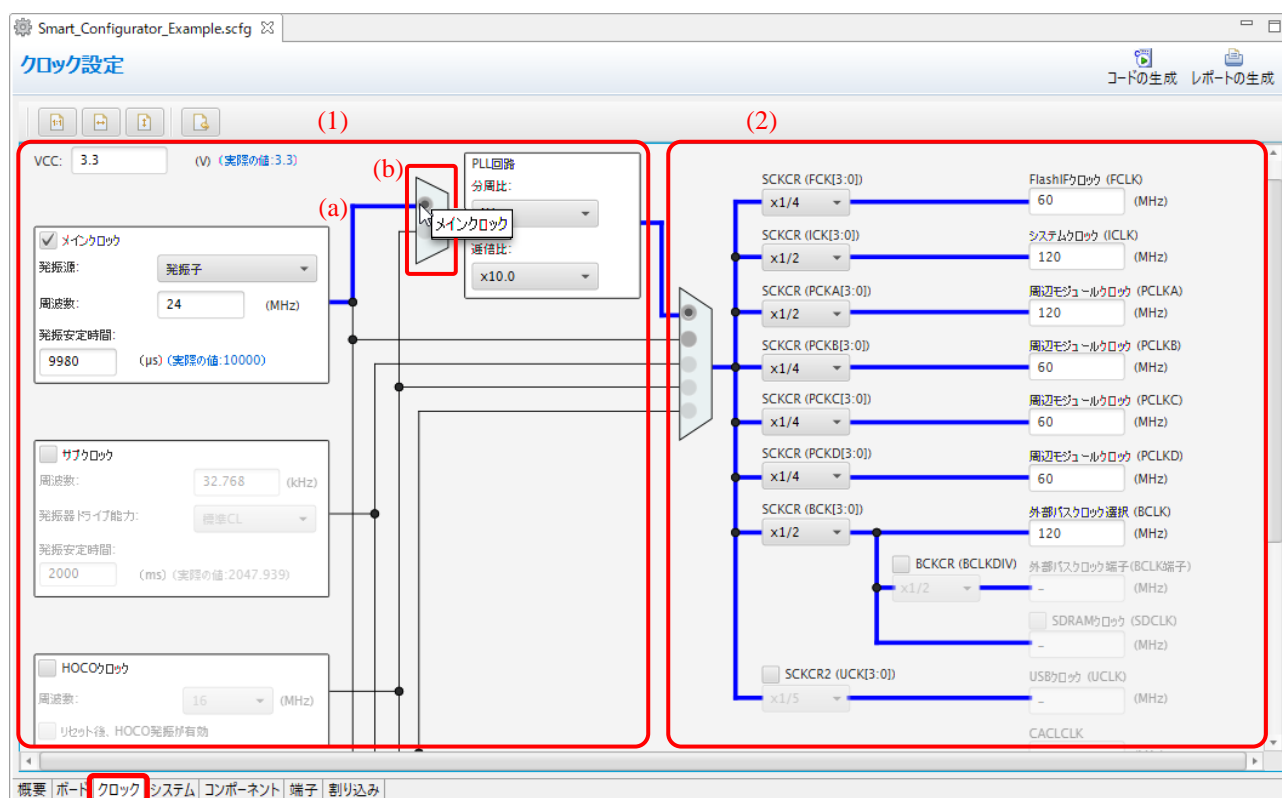 Smart_Configurator_Example.scfg
クロック設定
コードの生成 レポートの生成
(1)
(2)
VCC: 3.3 (V) (実際の値:3.3)
(b)
(a)
メインクロック
PLL回路
分周比:
逓倍比:
x10.0
メインクロック
発振源: 発振子
周波数: 24 (MHz)
発振安定時間:
9980 (μs) (実際の値:10000)
サブクロック
周波数: 32.768 (kHz)
発振器ドライブ能力: 標準CL
発振安定時間:
2000 (ms) (実際の値:2047.939)
HOCOクロック
周波数: 16 (MHz)
リセット後、HOCO発振が有効
SCKCR (FCK[3:0]) FlashIFクロック (FCLK)
x1/4 60 (MHz)
SCKCR (ICK[3:0]) システムクロック (ICLK)
x1/2 120 (MHz)
SCKCR (PCKA[3:0]) 周辺モジュールクロック (PCLKA)
x1/2 120 (MHz)
SCKCR (PCKB[3:0]) 周辺モジュールクロック (PCLKB)
x1/4 60 (MHz)
SCKCR (PCKC[3:0]) 周辺モジュールクロック (PCLKC)
x1/4 60 (MHz)
SCKCR (PCKD[3:0]) 周辺モジュールクロック (PCLKD)
x1/4 60 (MHz)
SCKCR (BCK[3:0]) 外部バスクロック選択 (BCLK)
x1/2 120 (MHz)
BCKCR (BCLKDIV) 外部バスクロック端子(BCLK端子)
x1/2 - (MHz)
SDRAMクロック (SDCLK)
- (MHz)
SCKCR2 (UCK[3:0]) USBクロック (UCLK)
x1/5 - (MHz)
CACLCLK
概要 ボード クロック システム コンポーネント 端子 割り込み